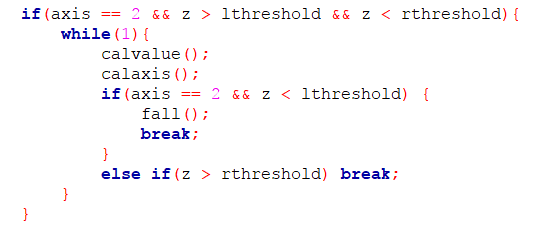 if(axis == 2 && z > lthreshold && z < rthreshold){
    while(1){
        calvalue();
        calaxis();
        if(axis == 2 && z < lthreshold) {
            fall();
            break;
        }
        else if(z > rthreshold) break;
    }
}